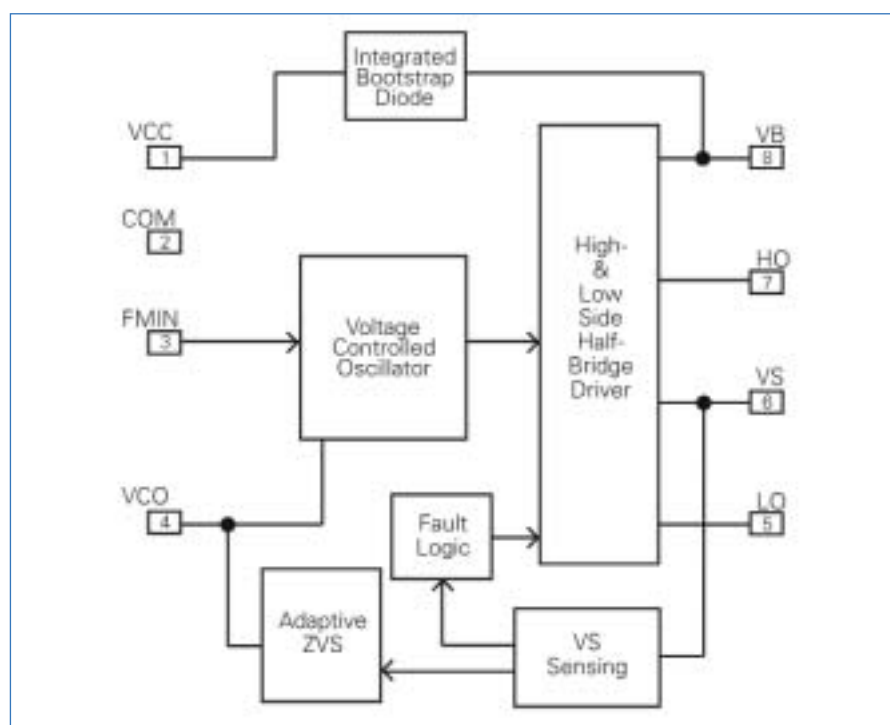 Integrated
Bootstrap
Diode
VCC
1
VB
8
COM
2
High-
&
Low
Side
Half-
Bridge
Driver
HO
7
FMIN
3
Voltage
Controlled
Oscillator
VS
6
VCO
4
Fault
Logic
LO
5
Adaptive
ZVS
VS
Sensing